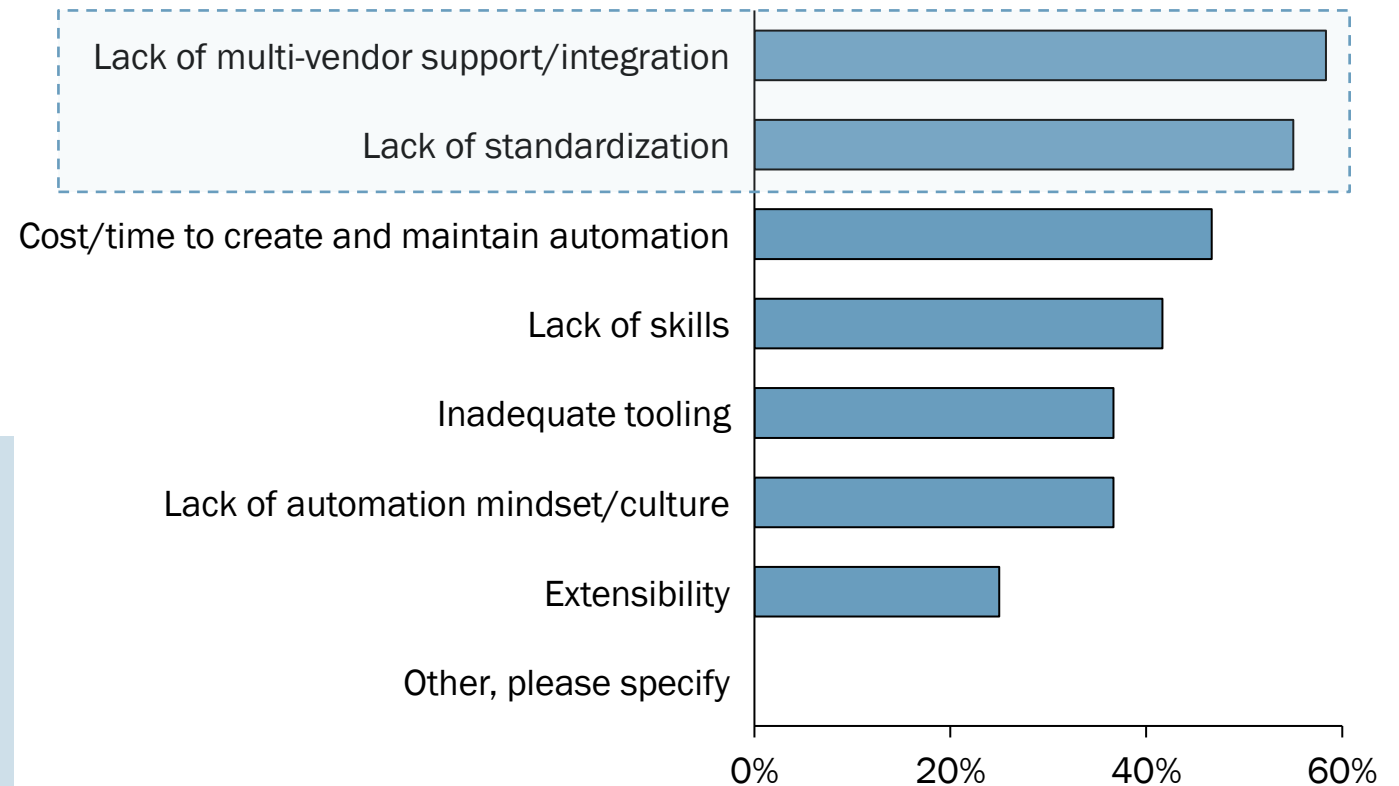 Lack of multi-vendor support/integration
Lack of standardization
Cost/time to create and maintain automation
Lack of skills
Inadequate tooling
Lack of automation mindset/culture
Extensibility
Other, please specify
0% 20% 40% 60%